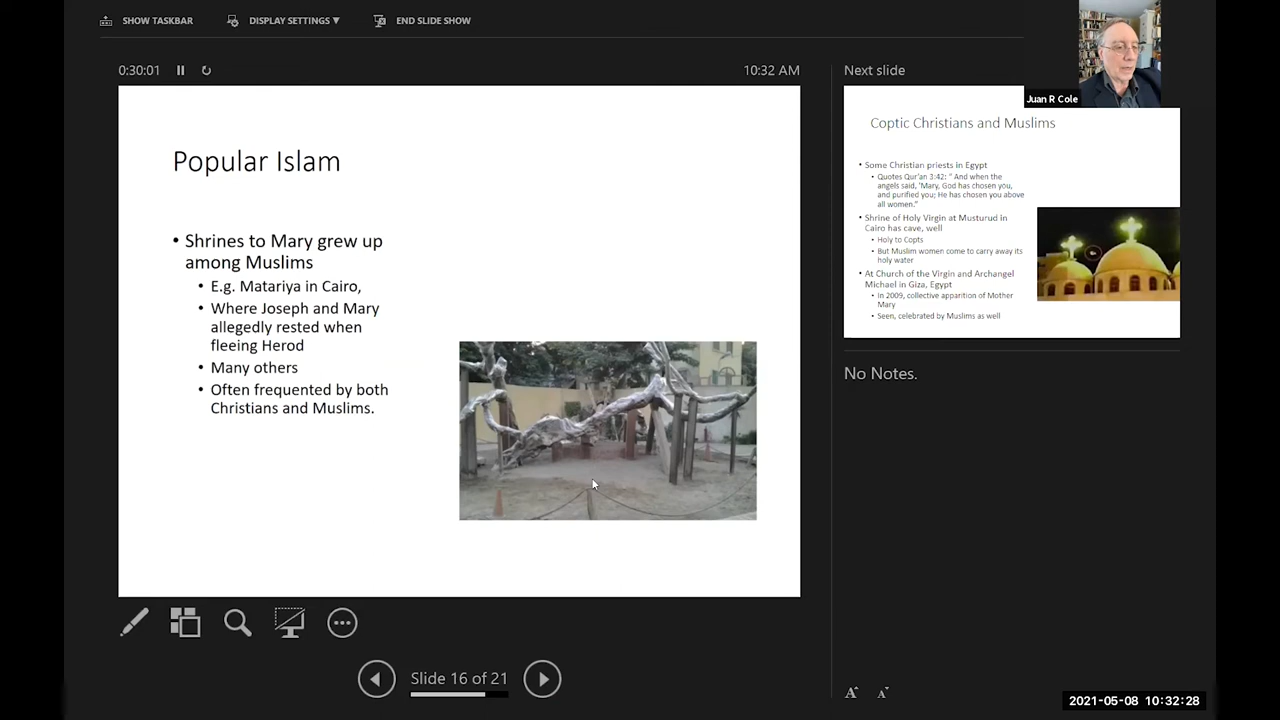 SHOW TASKBAR
DISPLAY SETTINGS ▼
END SLIDE SHOW
0:30:01
10:32 AM
Popular Islam
• Shrines to Mary grew up
among Muslims
• E.g. Matariya in Cairo,
• Where Joseph and Mary
allegedly rested when
fleeing Herod
• Many others
• Often frequented by both
Christians and Muslims.
Slide 16 of 21
Next slide
Juan R Cole
Coptic Christians and Muslims
• Some Christian priests in Egypt
• Quotes Qur'an 3:42: " And when the
angels said, 'Mary, God has chosen you,
and purified you; He has chosen you above
all women."
• Shrine of Holy Virgin at Musturud in
Cairo has cave, well
• Holy to Copts
• But Muslim women come to carry away its
holy water
• At Church of the Virgin and Archangel
Michael in Giza, Egypt
• In 2009, collective apparition of Mother
Mary
• Seen, celebrated by Muslims as well
No Notes.
A A
2021-05-08 10:32:28